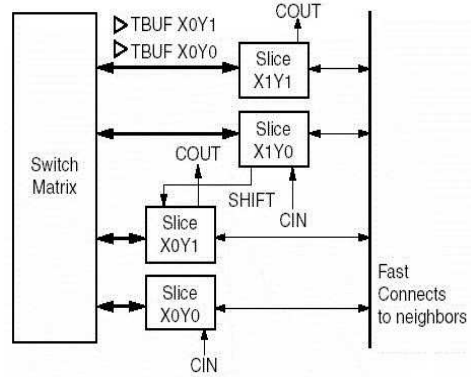 COUT
TBUF X0Y1
TBUF X0Y0
Slice
X1Y1
Slice
X1Y0
COUT
Switch
Matrix
SHIFT
CIN
Slice
X0Y1
Fast
Connects
to neighbors
Slice
X0Y0
CIN